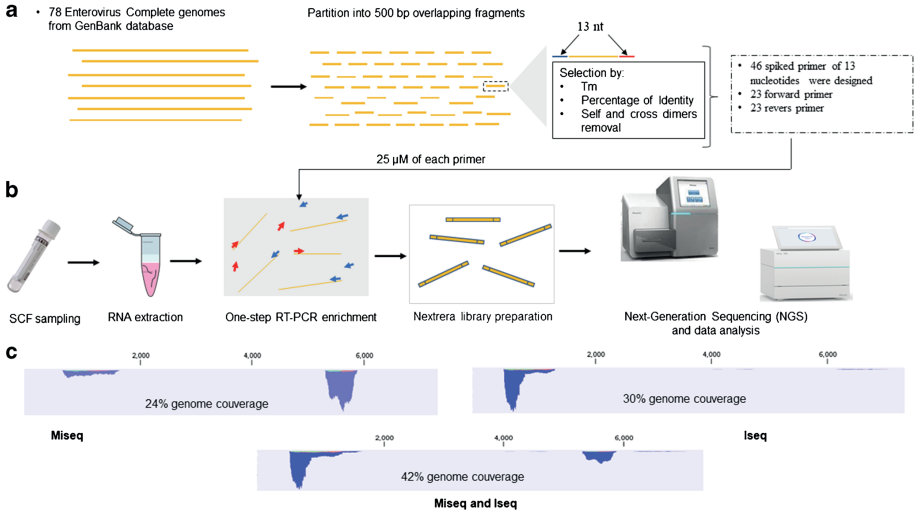 a
• 78 Enterovirus Complete genomes
from GenBank database
Partition into 500 bp overlapping fragments
13 nt
Selection by:
• Tm
• Percentage of Identity
• Self and cross dimers
removal
• 46 spiked primer of 13
nucleotides were designed
• 23 forward primer
• 23 revers primer
25 µM of each primer
b
SCF sampling
RNA extraction
One-step RT-PCR enrichment
Nextrera library preparation
Next-Generation Sequencing (NGS)
and data analysis
c
2,000 4,000 6,000
24% genome couverage
Miseq
2,000 4,000 6,000
30% genome couverage
Iseq
2,000 4,000 6,000
42% genome couverage
Miseq and Iseq